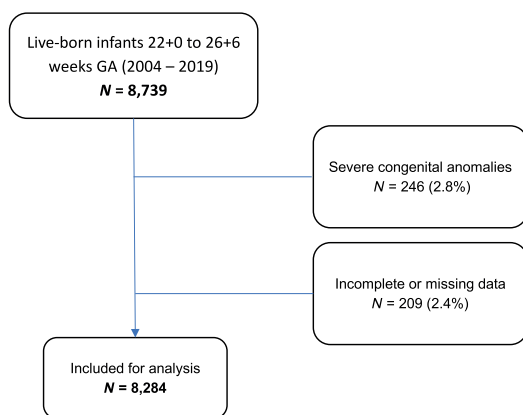 Live-born infants 22+0 to 26+6
weeks GA (2004 – 2019)
N = 8,739
Severe congenital anomalies
N = 246 (2.8%)
Incomplete or missing data
N = 209 (2.4%)
Included for analysis
N = 8,284